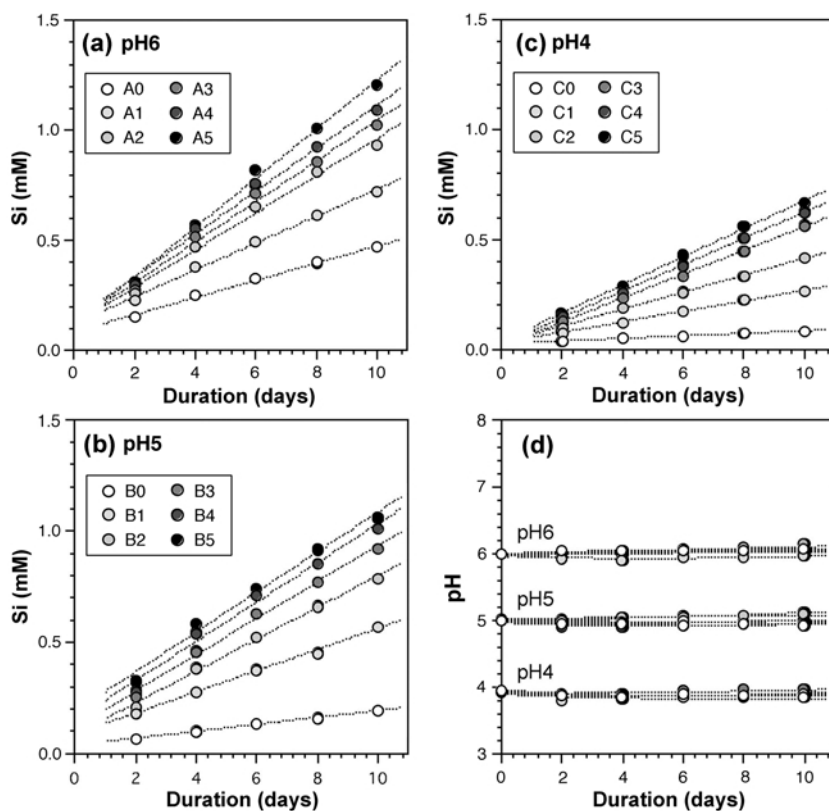 (a) pH6
A0 A3
A1 A4
A2 A5
Si (mM)
1.5
1.0
0.5
0.0
0 2 4 6 8 10
Duration (days)
(c) pH4
C0 C3
C1 C4
C2 C5
Si (mM)
1.5
1.0
0.5
0.0
0 2 4 6 8 10
Duration (days)
(b) pH5
B0 B3
B1 B4
B2 B5
Si (mM)
1.5
1.0
0.5
0.0
0 2 4 6 8 10
Duration (days)
(d)
pH
8
7
6
5
4
3
pH6
pH5
pH4
0 2 4 6 8 10
Duration (days)